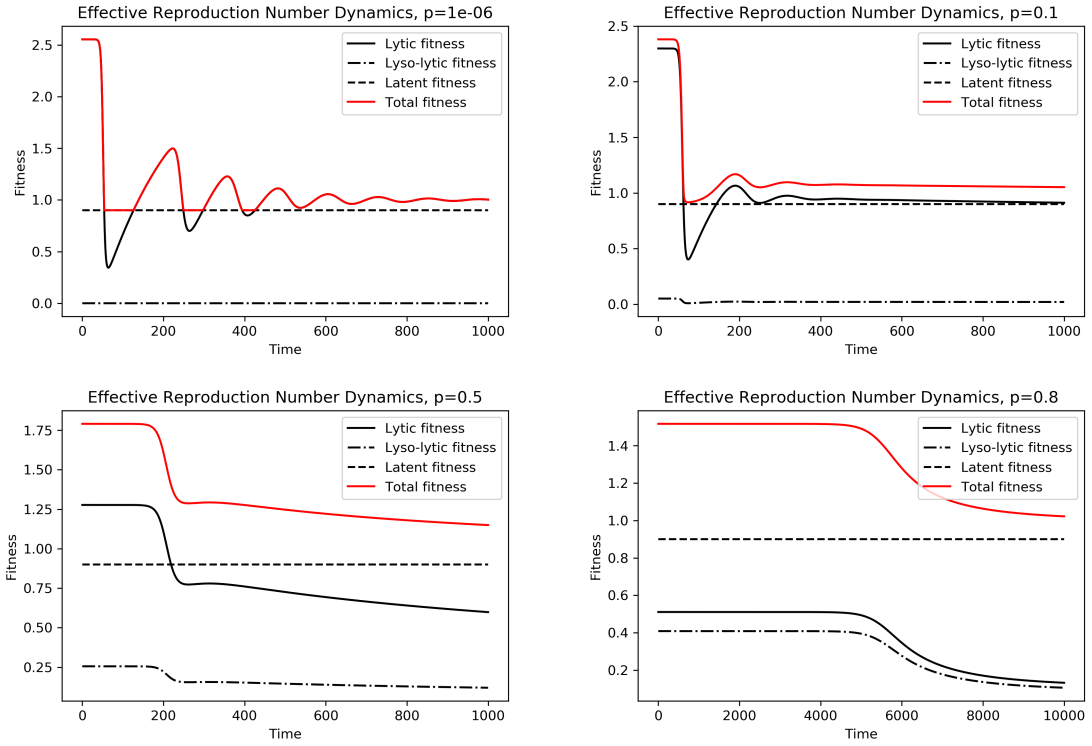 Effective Reproduction Number Dynamics, p=1e-06
Fitness
2.5
2.0
1.5
1.0
0.5
0.0
Lytic fitness
Lyso-lytic fitness
Latent fitness
Total fitness
0 200 400 600 800 1000
Time
Effective Reproduction Number Dynamics, p=0.1
Fitness
2.5
2.0
1.5
1.0
0.5
0.0
Lytic fitness
Lyso-lytic fitness
Latent fitness
Total fitness
0 200 400 600 800 1000
Time
Effective Reproduction Number Dynamics, p=0.5
Fitness
1.75
1.50
1.25
1.00
0.75
0.50
0.25
Lytic fitness
Lyso-lytic fitness
Latent fitness
Total fitness
0 200 400 600 800 1000
Time
Effective Reproduction Number Dynamics, p=0.8
Fitness
1.4
1.2
1.0
0.8
0.6
0.4
0.2
Lytic fitness
Lyso-lytic fitness
Latent fitness
Total fitness
0 2000 4000 6000 8000 10000
Time